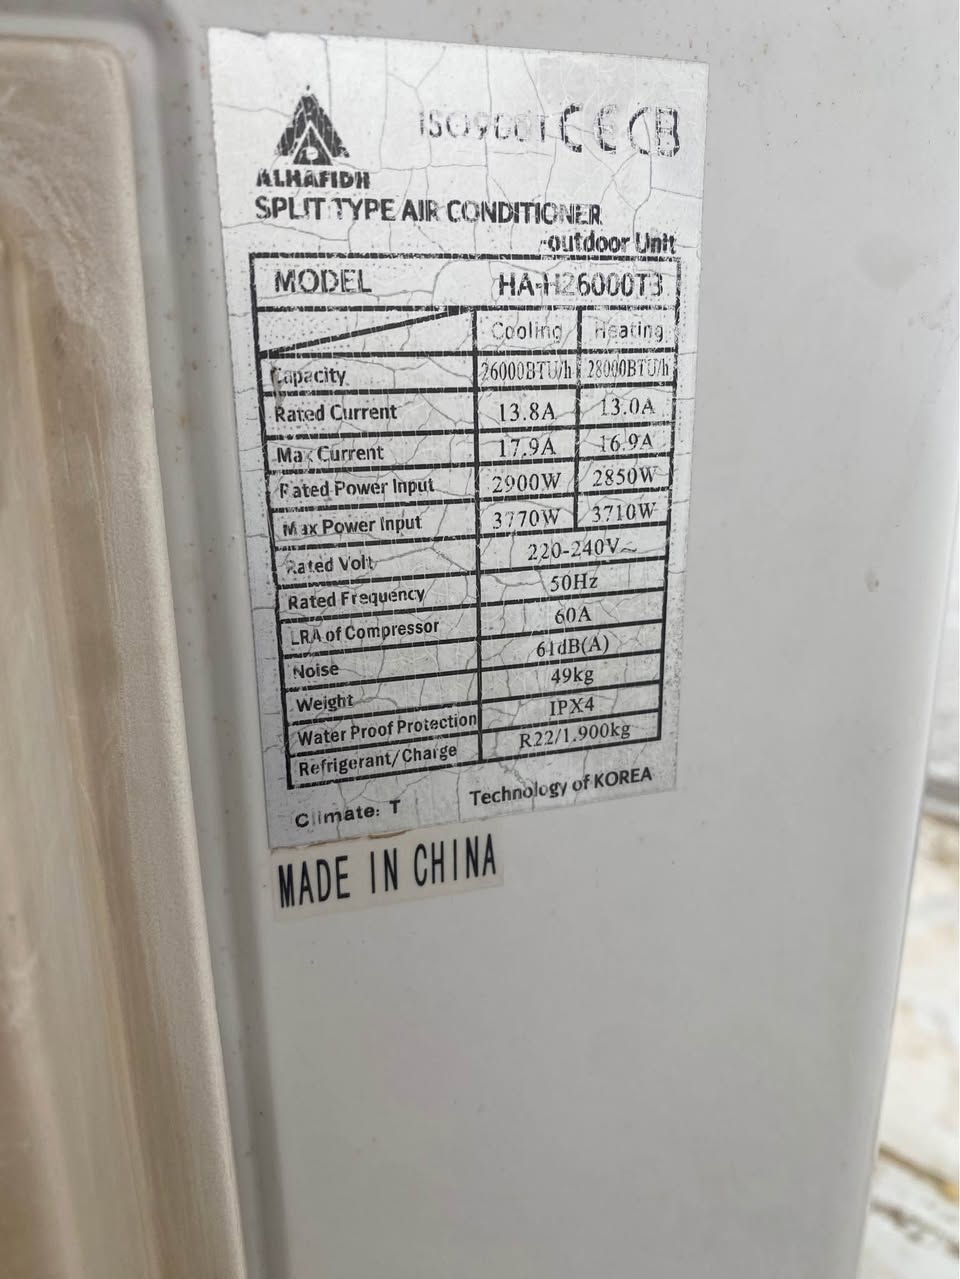 ISO9001 CE CB
ALHAFIDH
SPLIT TYPE AIR CONDITIONER
-outdoor Unit
MODEL HA-H26000T3
Cooling Heating
Capacity 26000BTU/h 28000BTU/h
Rated Current 13.8A 13.0A
Max Current 17.9A 16.9A
Rated Power Input 2900W 2850W
Max Power Input 3770W 3710W
Rated Volt 220-240V~
Rated Frequency 50Hz
LRA of Compressor 60A
Noise 61dB(A)
Weight 49kg
Water Proof Protection IPX4
Refrigerant/Charge R22/1.900kg
Climate: T Technology of KOREA
MADE IN CHINA